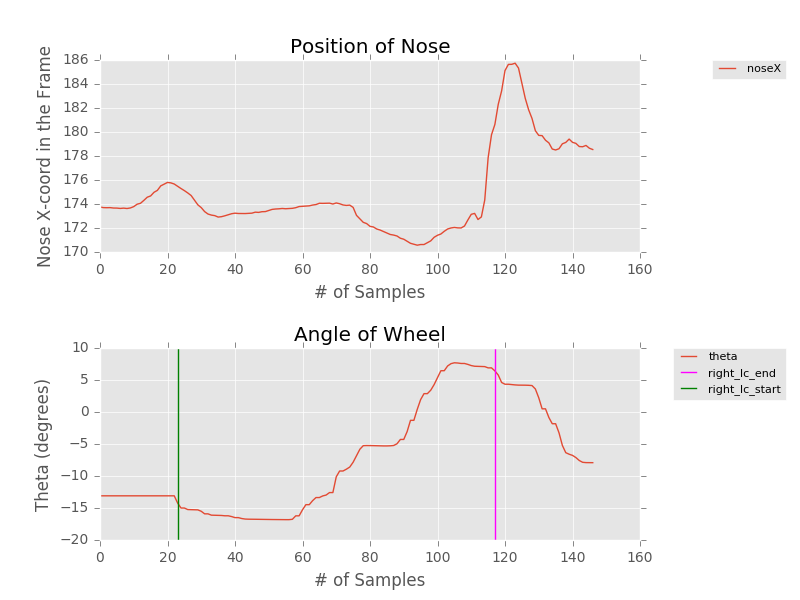 Position of Nose
Nose X-coord in the Frame
186
184
182
180
178
176
174
172
170
0 20 40 60 80 100 120 140 160
# of Samples
noseX
Angle of Wheel
Theta (degrees)
10
5
0
−5
−10
−15
−20
0 20 40 60 80 100 120 140 160
# of Samples
theta
right_lc_end
right_lc_start